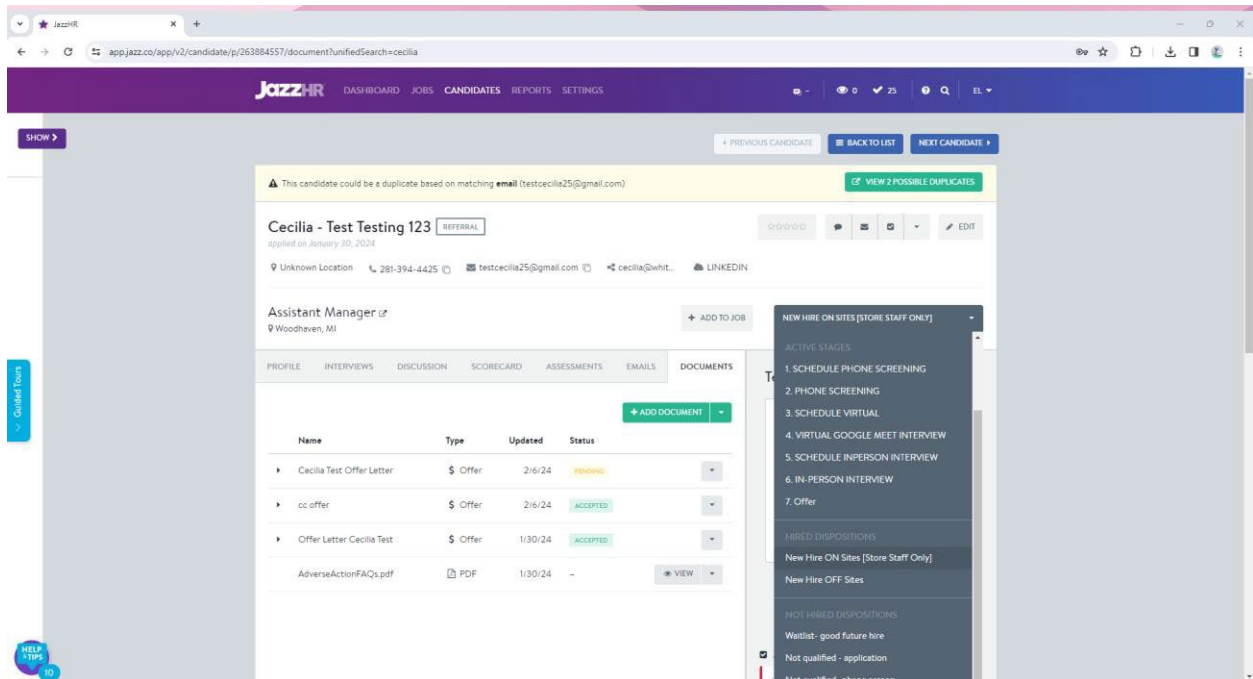 JazzHR
app.jazz.co/app/v2/candidate/p/263884557/document?unifiedSearch=cecilia
JazzHR DASHBOARD JOBS CANDIDATES REPORTS SETTINGS - 0 25 EL
SHOW
PREVIOUS CANDIDATE BACK TO LIST NEXT CANDIDATE
This candidate could be a duplicate based on matching email (testcecilia25@gmail.com) VIEW 2 POSSIBLE DUPLICATES
Cecilia - Test Testing 123 REFERRAL EDIT
applied on January 30, 2024
Unknown Location 281-394-4425 testcecilia25@gmail.com cecilia@whit... LINKEDIN
Assistant Manager + ADD TO JOB NEW HIRE ON SITES [STORE STAFF ONLY]
Woodhaven, MI
ACTIVE STAGES
PROFILE INTERVIEWS DISCUSSION SCORECARD ASSESSMENTS EMAILS DOCUMENTS
1. SCHEDULE PHONE SCREENING
2. PHONE SCREENING
3. SCHEDULE VIRTUAL
4. VIRTUAL GOOGLE MEET INTERVIEW
5. SCHEDULE INPERSON INTERVIEW
6. IN-PERSON INTERVIEW
7. Offer
HIRED DISPOSITIONS
New Hire ON Sites [Store Staff Only]
New Hire OFF Sites
NOT HIRED DISPOSITIONS
Waitlist- good future hire
Not qualified - application
Not qualified- phone screen
+ ADD DOCUMENT
Name Type Updated Status
Cecilia Test Offer Letter $ Offer 2/6/24 PENDING
cc offer $ Offer 2/6/24 ACCEPTED
Offer Letter Cecilia Test $ Offer 1/30/24 ACCEPTED
AdverseActionFAQs.pdf PDF 1/30/24 - VIEW
Guided Tours
HELP
+TIPS
10